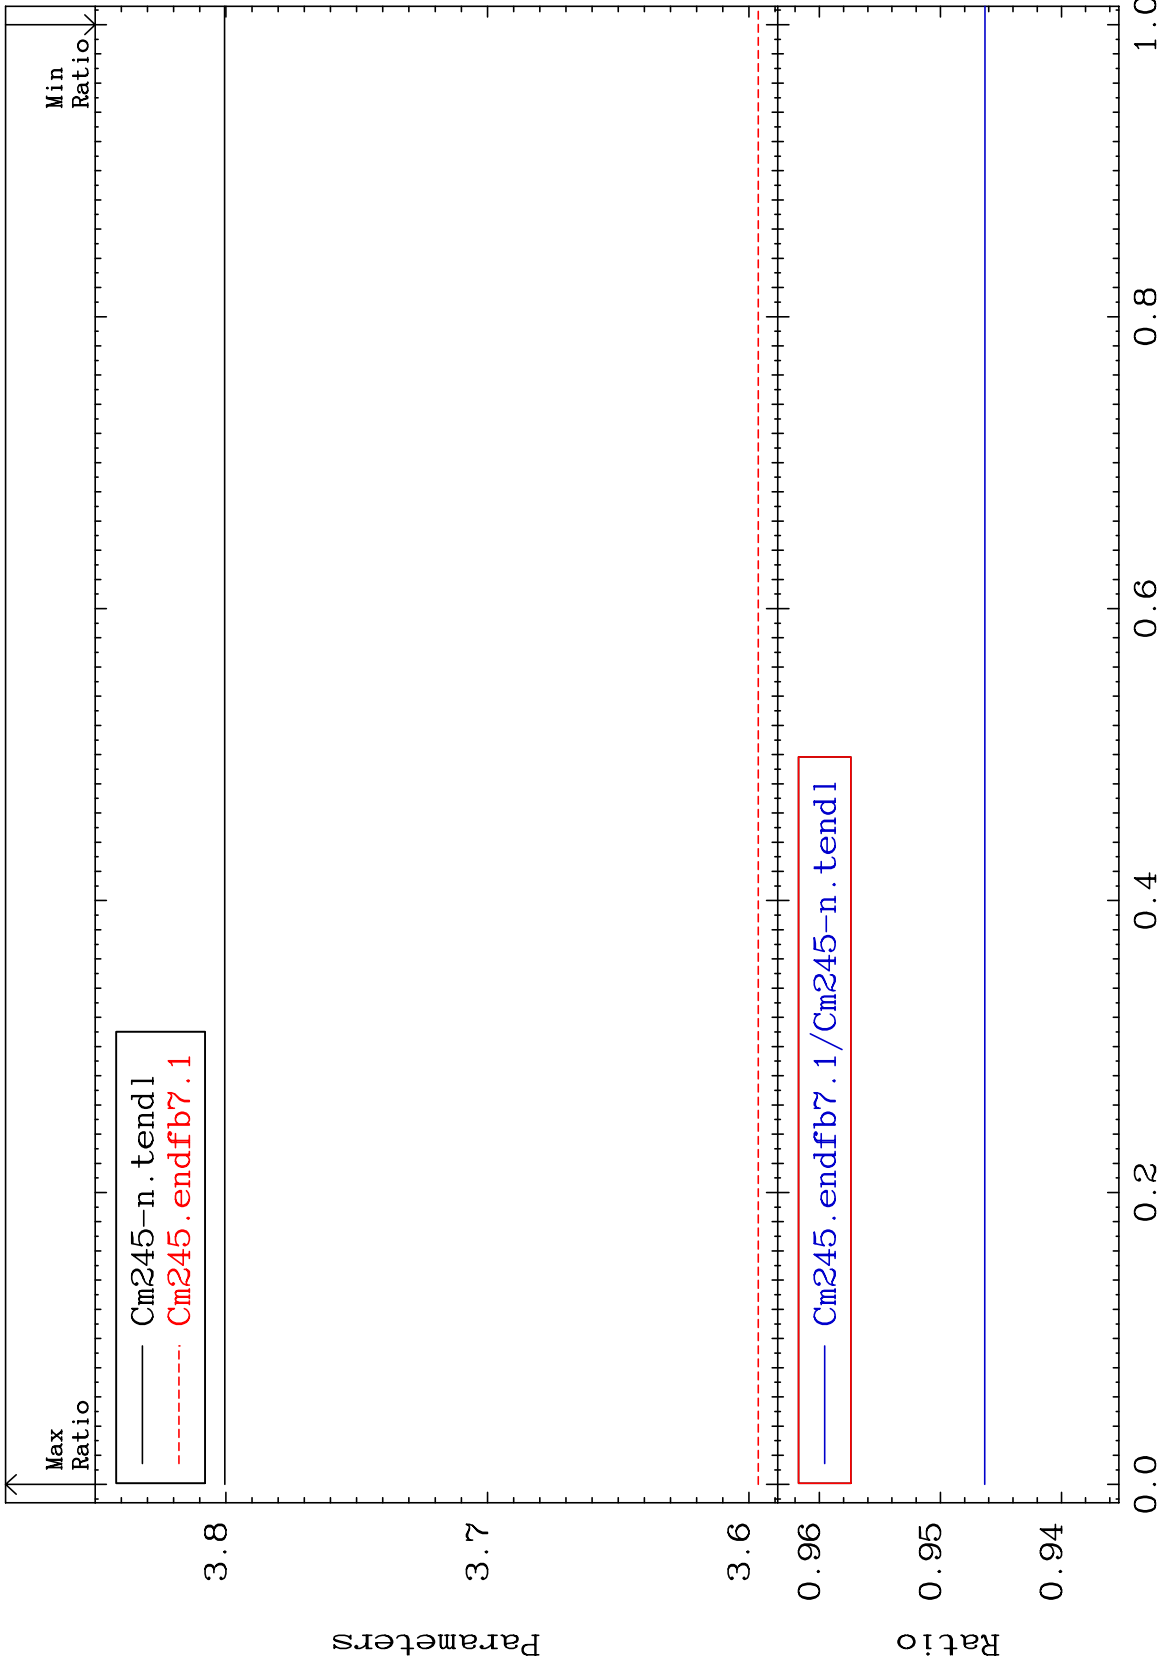 Max
Ratio
Min
Ratio
Cm245-n.tendl
Cm245.endfb7.1
3.8
3.7
3.6
Parameters
Cm245.endfb7.1/Cm245-n.tendl
0.96
0.95
0.94
Ratio
0.0
0.2
0.4
0.6
0.8
1.0